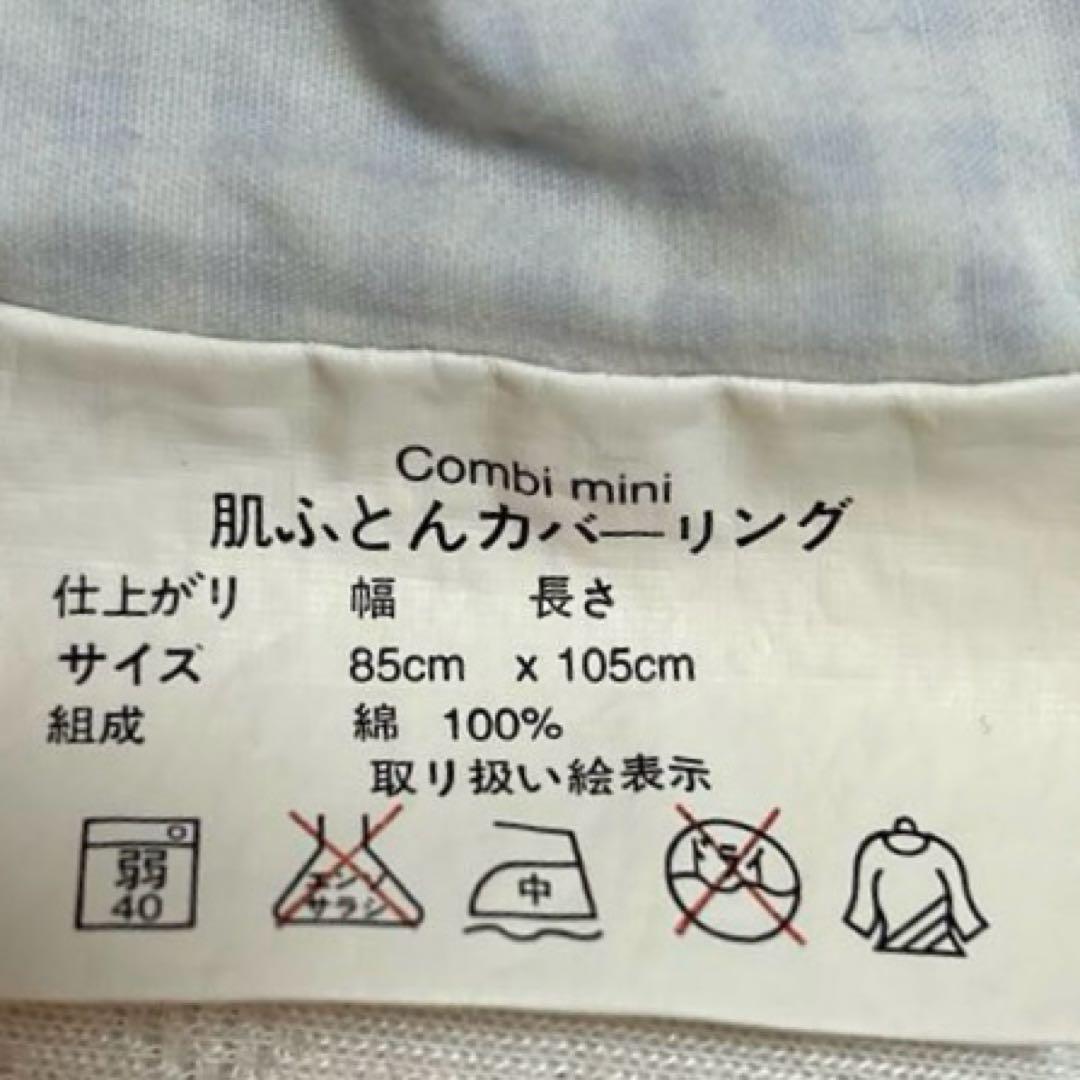 Combi mini
肌ふとんカバーリング
仕上がり 幅 長さ
サイズ 85cm x 105cm
組成 綿 100%
取り扱い絵表示
弱 40
エンソ サラシ
中
ドライ